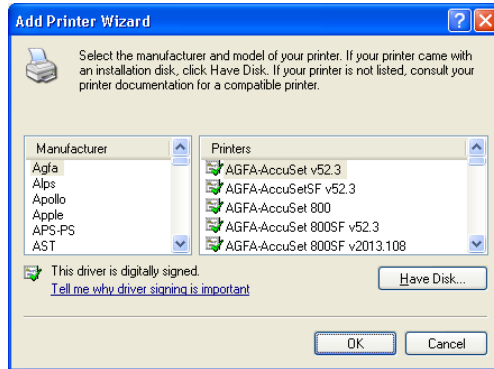 Add Printer Wizard
Select the manufacturer and model of your printer. If your printer came with
an installation disk, click Have Disk. If your printer is not listed, consult your
printer documentation for a compatible printer.
Manufacturer
Agfa
Alps
Apollo
Apple
APS-PS
AST
Printers
AGFA-AccuSet v52.3
AGFA-AccuSetSF v52.3
AGFA-AccuSet 800
AGFA-AccuSet 800SF v52.3
AGFA-AccuSet 800SF v2013.108
This driver is digitally signed.
Tell me why driver signing is important
Have Disk...
OK
Cancel